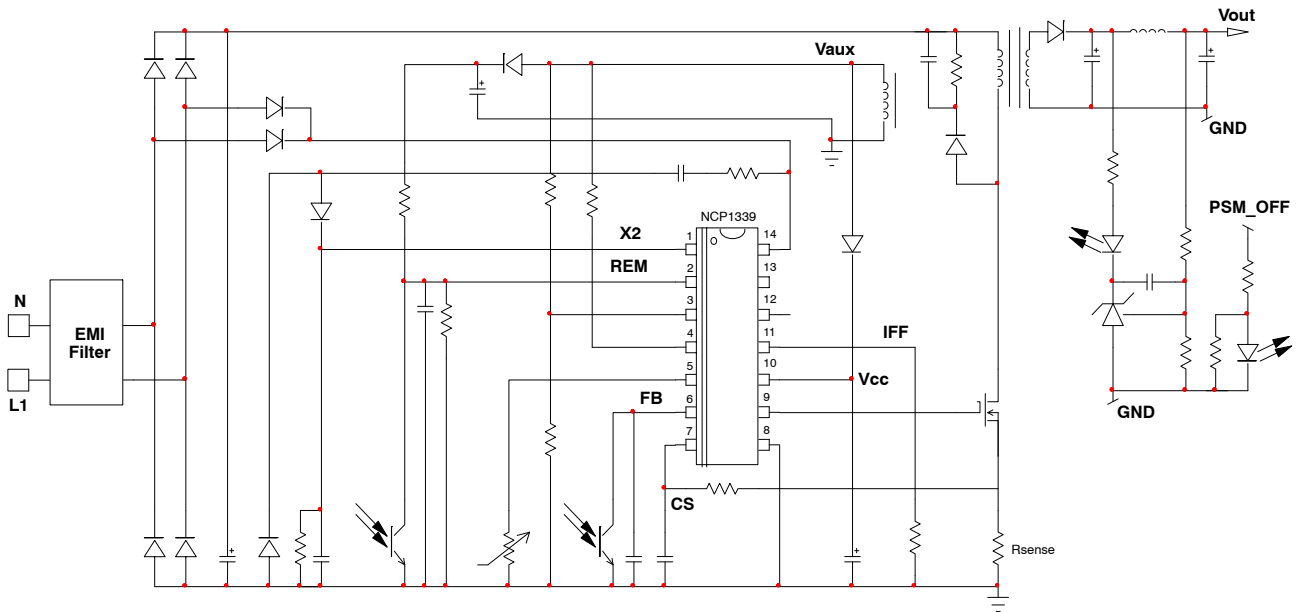 Vout
Vaux
GND
PSM_OFF
NCP1339
X2
REM
1
2
3
4
5
6
7
14
13
12
11
10
9
8
N
EMI
Filter
L1
IFF
Vcc
FB
GND
CS
Rsense
+
+
+
+
+